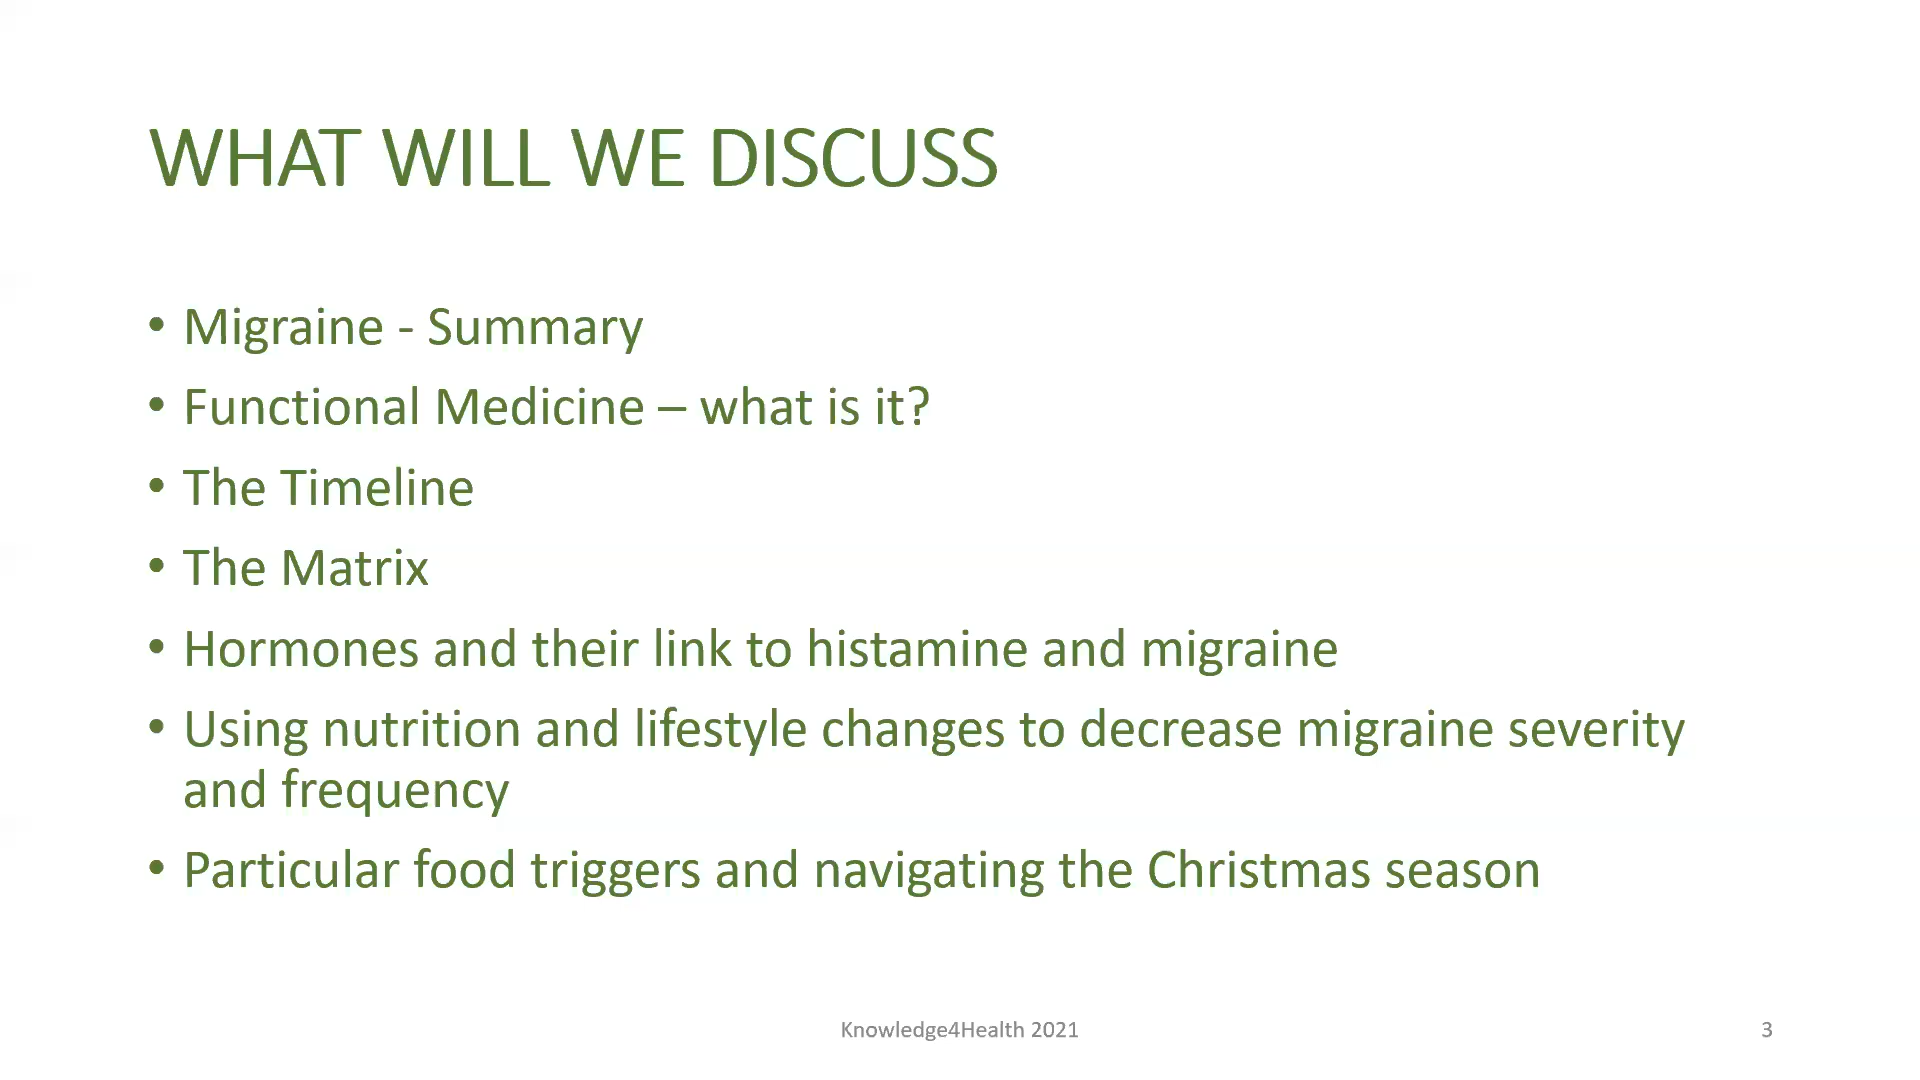 WHAT WILL WE DISCUSS
• Migraine - Summary
• Functional Medicine – what is it?
• The Timeline
• The Matrix
• Hormones and their link to histamine and migraine
• Using nutrition and lifestyle changes to decrease migraine severity
and frequency
• Particular food triggers and navigating the Christmas season
Knowledge4Health 2021
3